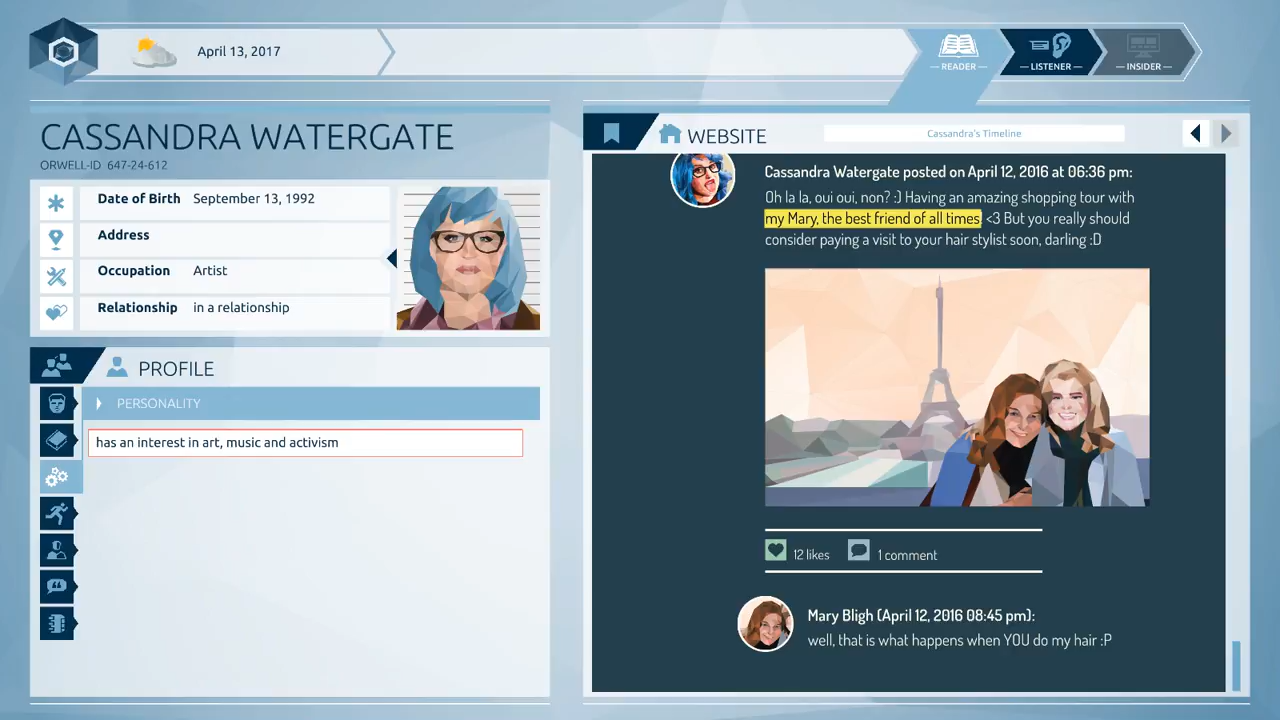 April 13, 2017
READER
LISTENER
INSIDER
CASSANDRA WATERGATE
ORWELL-ID 647-24-612
Date of Birth September 13, 1992
Address
Occupation Artist
Relationship in a relationship
PROFILE
PERSONALITY
has an interest in art, music and activism
WEBSITE
Cassandra's Timeline
Cassandra Watergate posted on April 12, 2016 at 06:36 pm:
Oh la la, oui oui, non? :) Having an amazing shopping tour with
my Mary, the best friend of all times. <3 But you really should
consider paying a visit to your hair stylist soon, darling :D
12 likes 1 comment
Mary Bligh (April 12, 2016 08:45 pm):
well, that is what happens when YOU do my hair :P